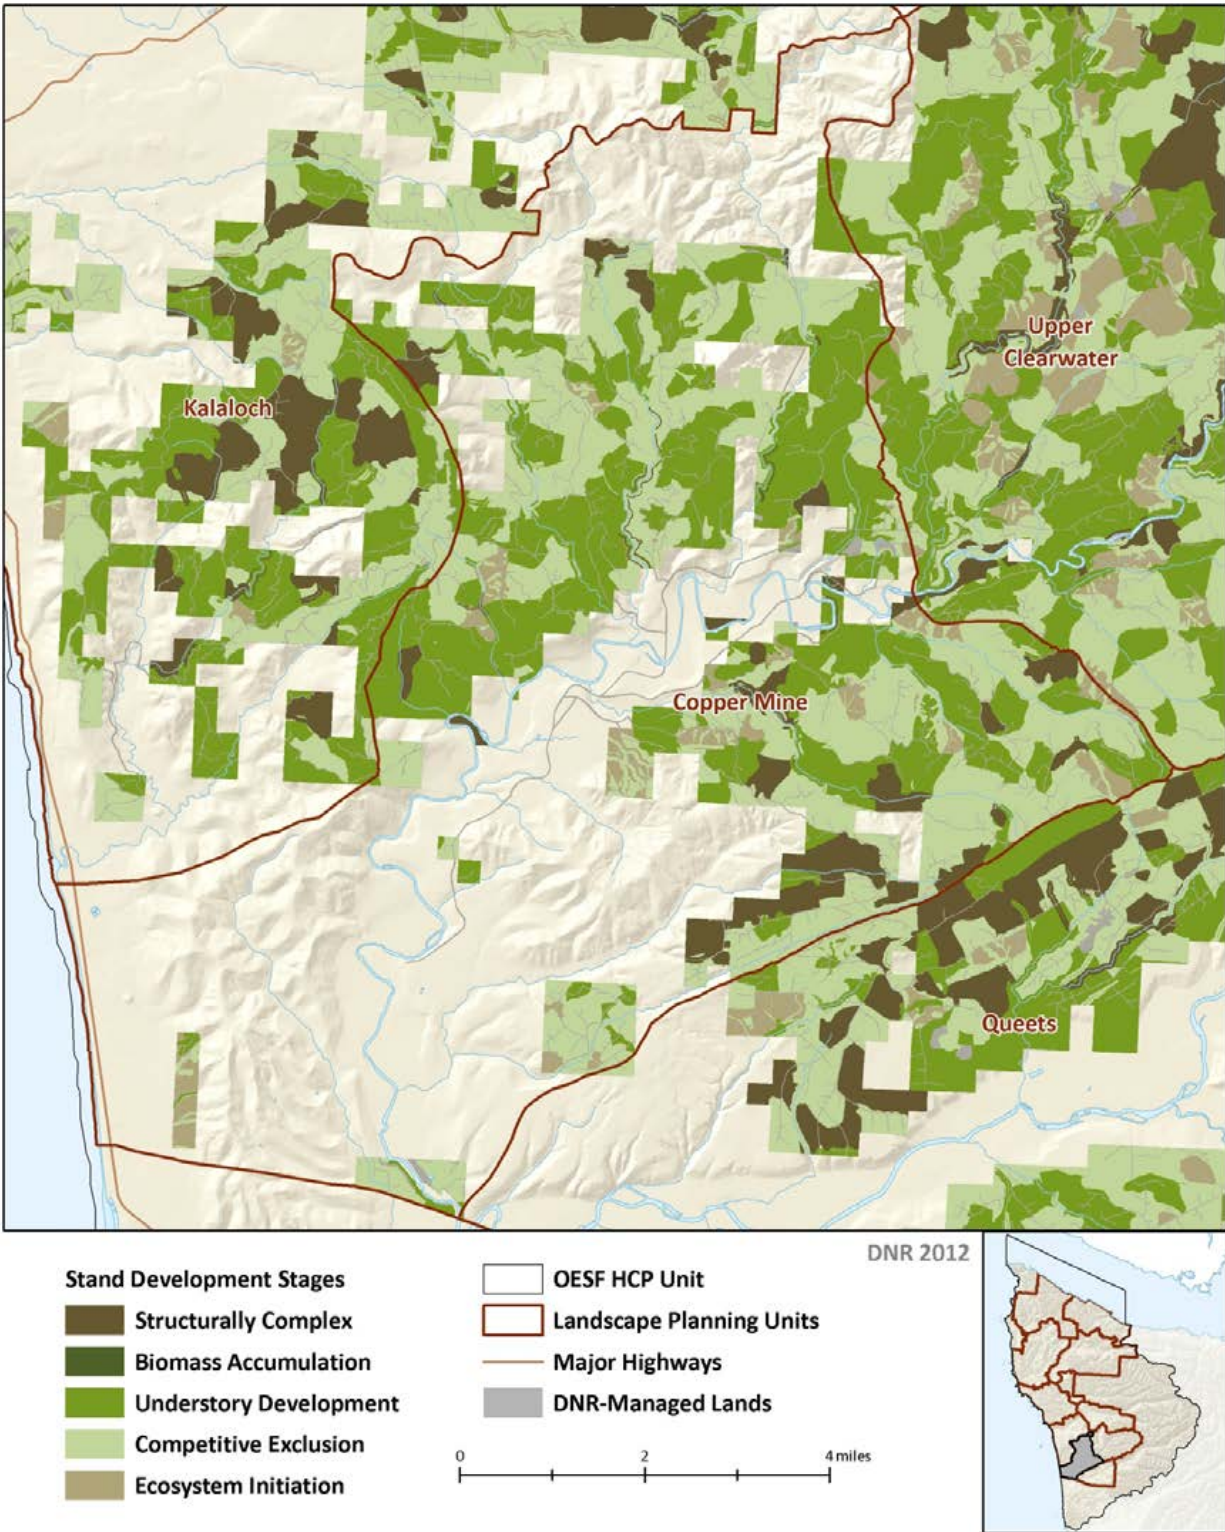 Upper
Clearwater
Kalaloch
Copper Mine
Queets
DNR 2012
Stand Development Stages
Structurally Complex
Biomass Accumulation
Understory Development
Competitive Exclusion
Ecosystem Initiation
OESF HCP Unit
Landscape Planning Units
Major Highways
DNR-Managed Lands
0 2 4 miles